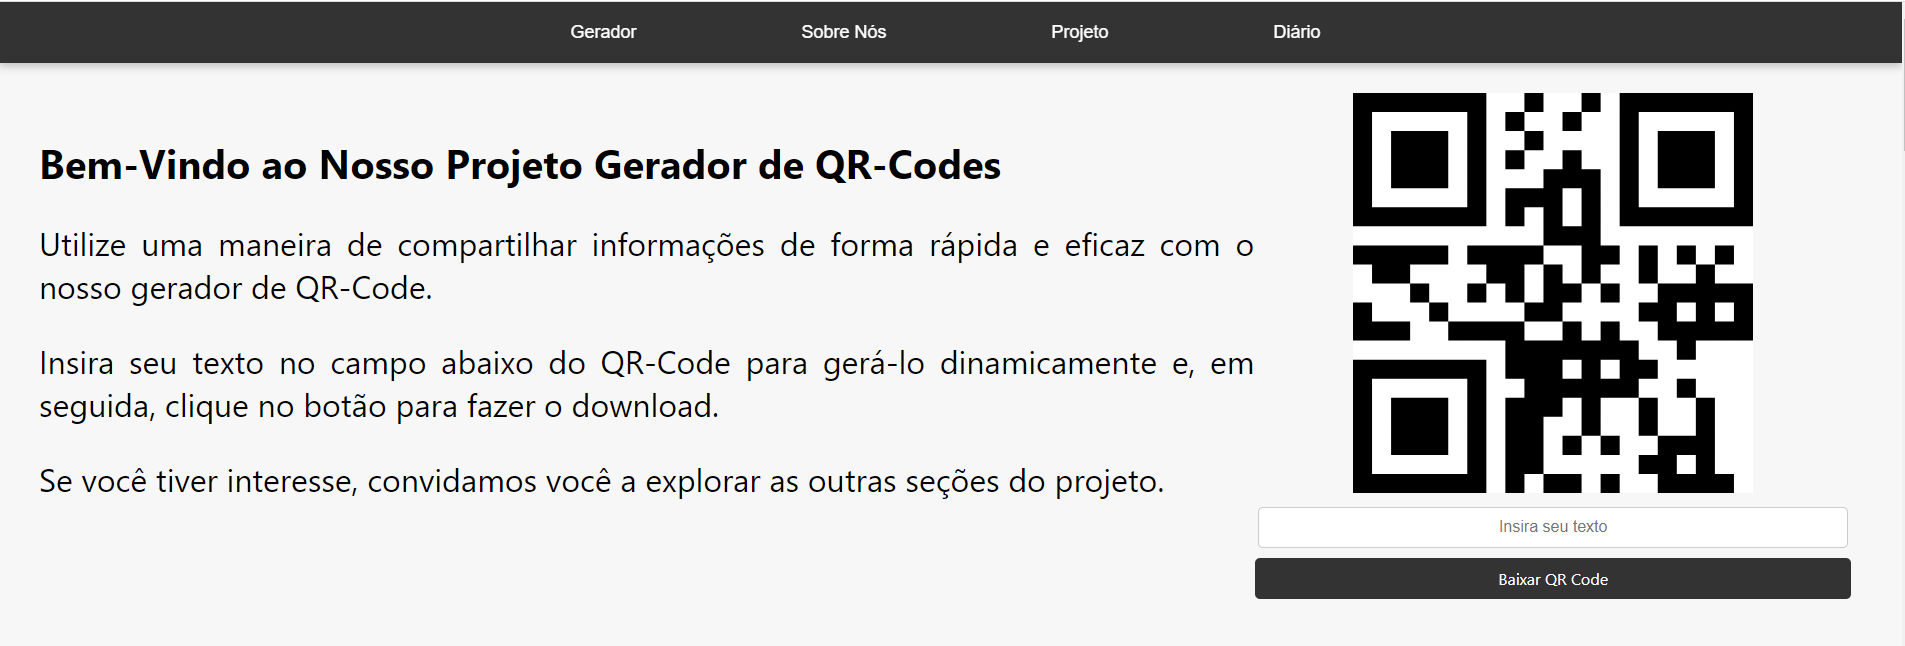 Gerador Sobre Nós Projeto Diário
Bem-Vindo ao Nosso Projeto Gerador de QR-Codes
Utilize uma maneira de compartilhar informações de forma rápida e eficaz com o
nosso gerador de QR-Code.
Insira seu texto no campo abaixo do QR-Code para gerá-lo dinamicamente e, em
seguida, clique no botão para fazer o download.
Se você tiver interesse, convidamos você a explorar as outras seções do projeto.
Insira seu texto
Baixar QR Code